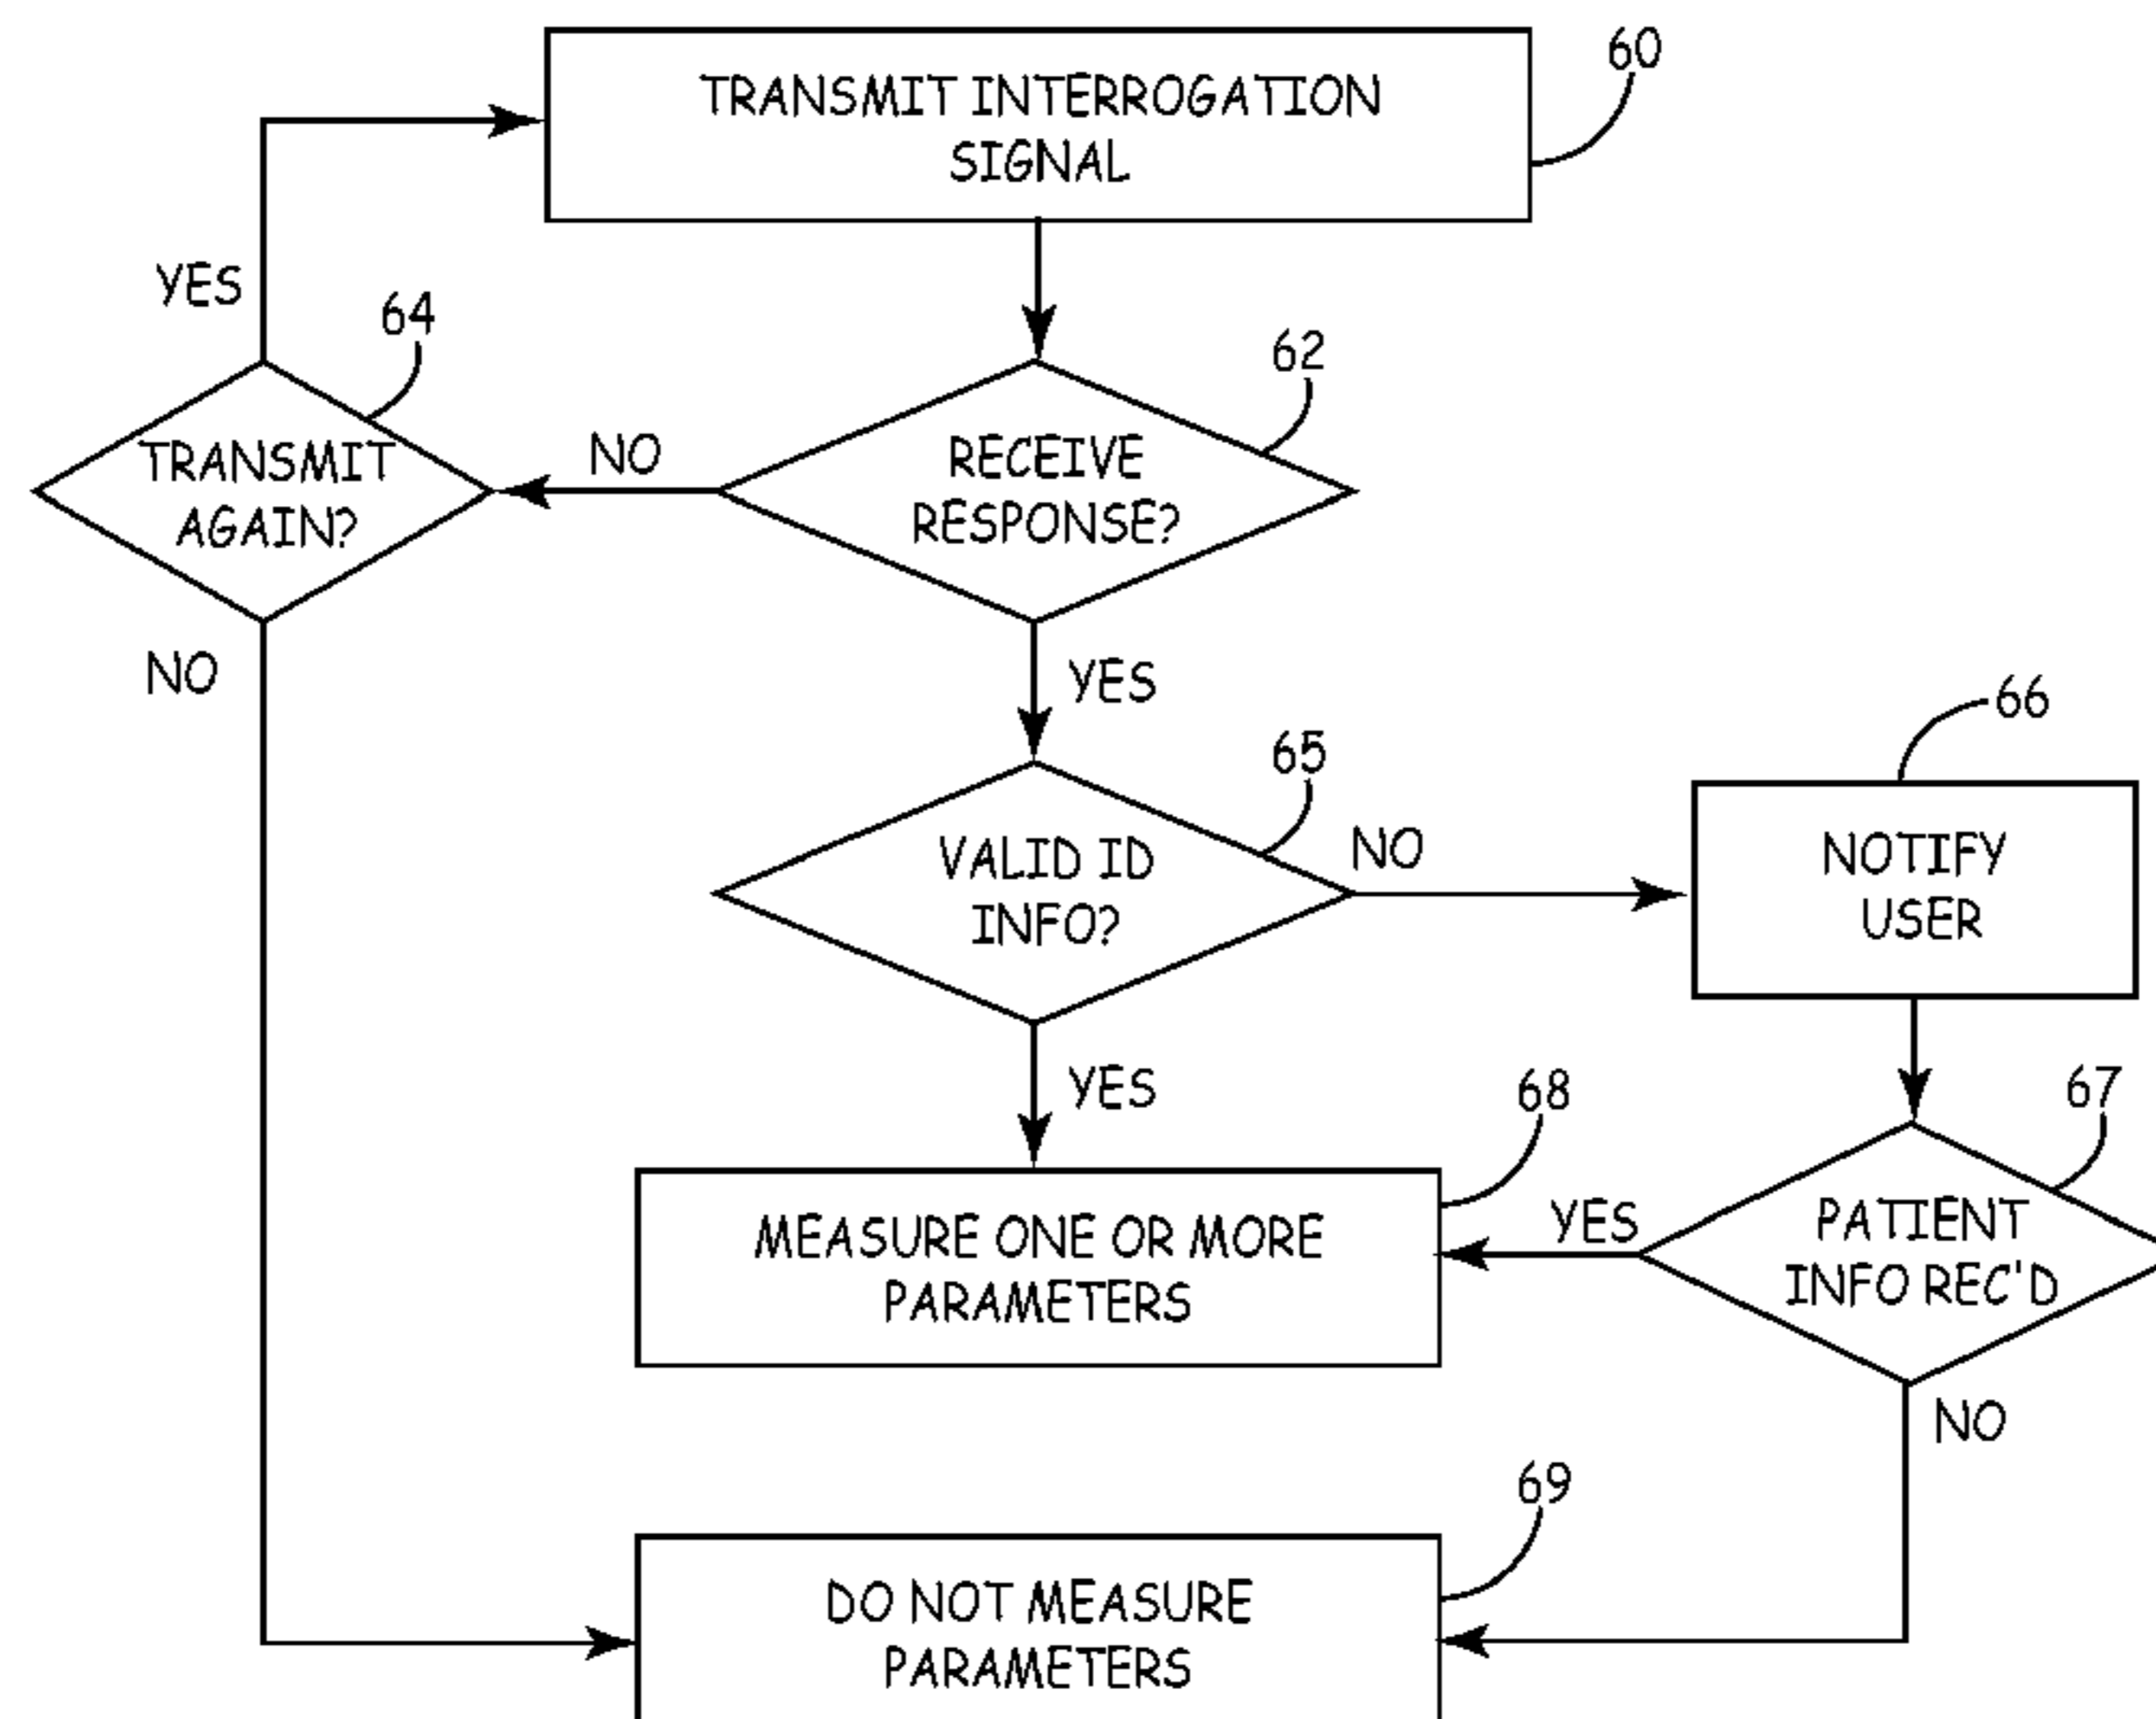 TRANSMIT INTERROGATION
SIGNAL
60
YES
64
62
TRANSMIT
AGAIN?
NO
RECEIVE
RESPONSE?
NO
YES
66
65
VALID ID
INFO?
NO
NOTIFY
USER
YES
68
67
MEASURE ONE OR MORE
PARAMETERS
YES
PATIENT
INFO REC'D
NO
69
DO NOT MEASURE
PARAMETERS